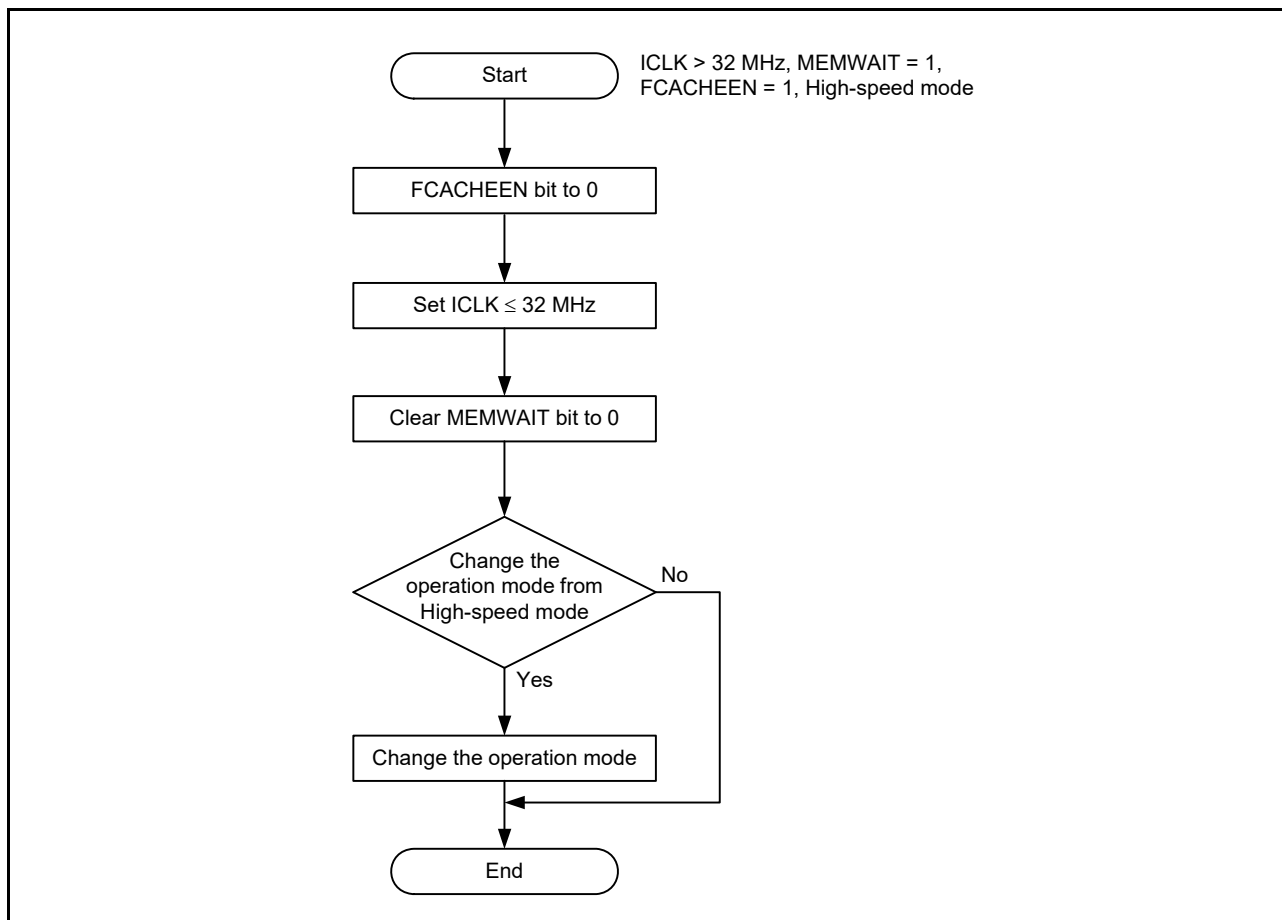 Start
ICLK > 32 MHz, MEMWAIT = 1,
FCACHEEN = 1, High-speed mode
FCACHEEN bit to 0
Set ICLK ≤ 32 MHz
Clear MEMWAIT bit to 0
Change the
operation mode from
High-speed mode
No
Yes
Change the operation mode
End